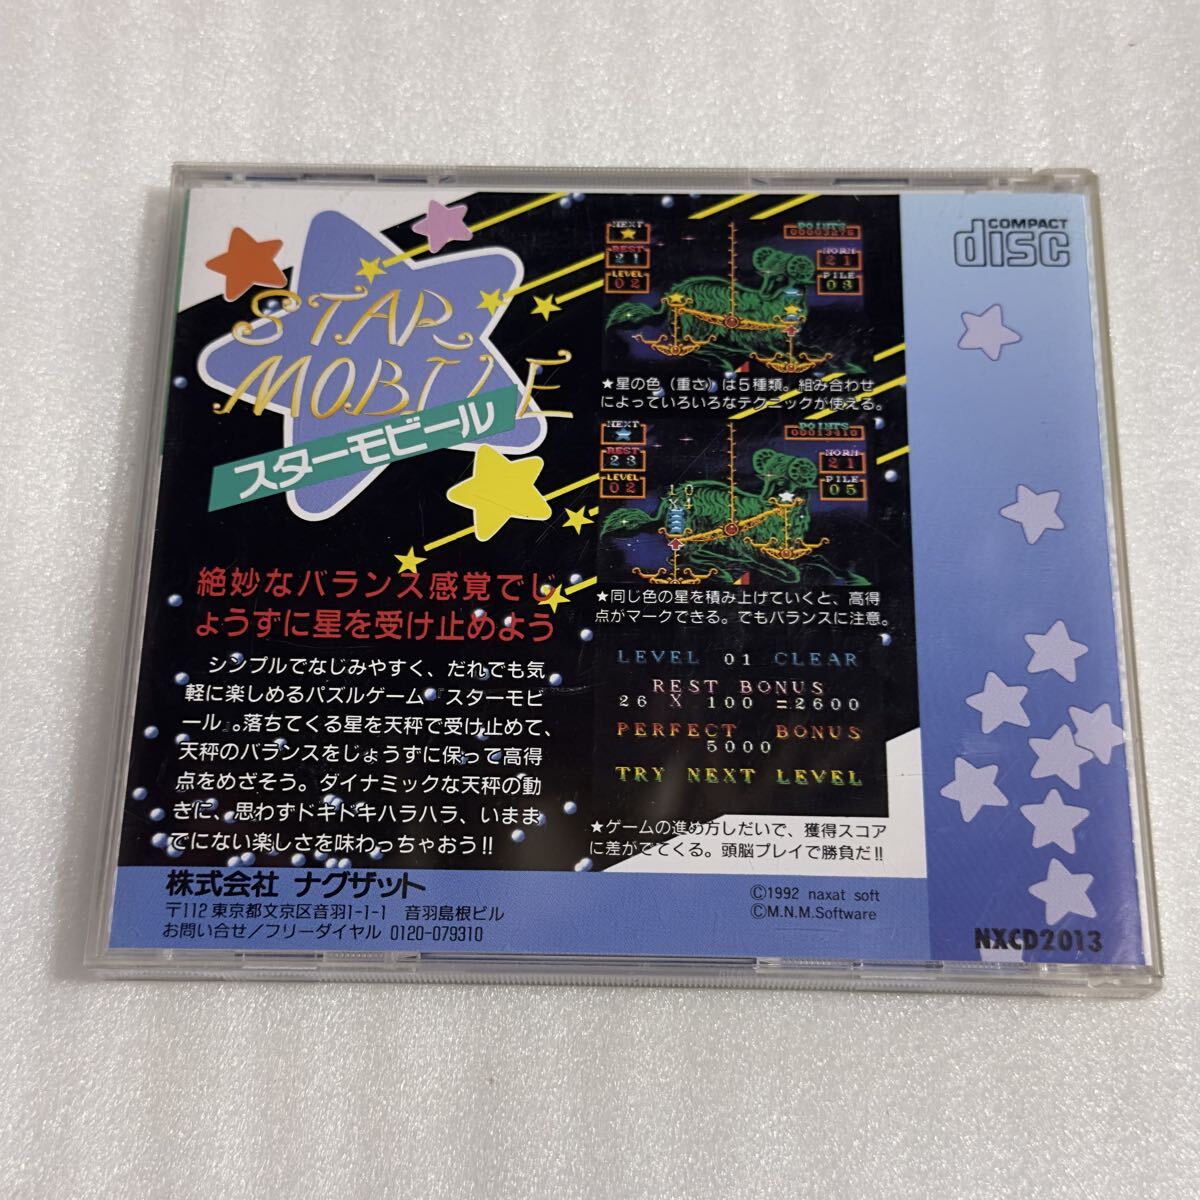 STAR
MOBILE
スターモビール
絶妙なバランス感覚でじ
ょうずに星を受け止めよう
シンプルでなじみやすく、だれでも気
軽に楽しめるパズルゲーム『スターモビ
ール』。落ちてくる星を天秤で受け止めて、
天秤のバランスをじょうずに保って高得
点をめざそう。ダイナミックな天秤の動
きに、思わずドキドキハラハラ、いままで
でにない楽しさを味わっちゃおう!!
NEXT
REST
21
LEVEL
02
POINTS
00003276
NORM
21
PILE
03
★星の色（重さ）は5種類。組み合わせ
によっていろいろなテクニックが使える。
NEXT
REST
23
LEVEL
02
10
X4
POINTS
00013410
NORM
21
PILE
05
★同じ色の星を積み上げていくと、高得
点がマークできる。でもバランスに注意。
LEVEL 01 CLEAR
REST BONUS
26 X 100 =2600
PERFECT BONUS
5000
TRY NEXT LEVEL
★ゲームの進め方しだいで、獲得スコア
に差がでてくる。頭脳プレイで勝負だ!!
COMPACT
disc
株式会社 ナグザット
〒112 東京都文京区音羽1-1-1 音羽島根ビル
お問い合せ／フリーダイヤル 0120-079310
©1992 naxat soft
©M.N.M.Software
NXCD2013